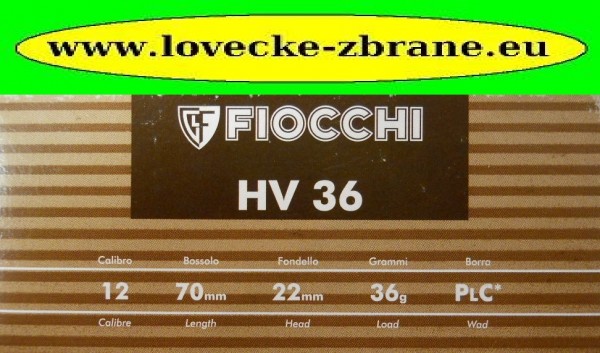 www.lovecke-zbrane.eu
FIOCCHI
HV 36
Calibro Bossolo Fondello Grammi Borra
12 70mm 22mm 36g PLC*
Calibre Length Head Load Wad